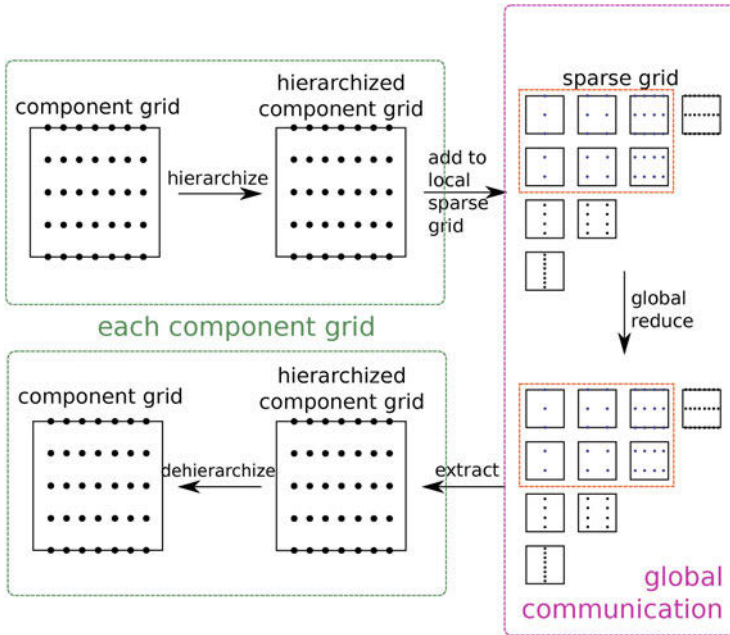 component grid
hierarchized
component grid
hierarchize
add to
local
sparse
grid
sparse grid
global
reduce
each component grid
component grid
hierarchized
component grid
dehierarchize
extract
global
communication